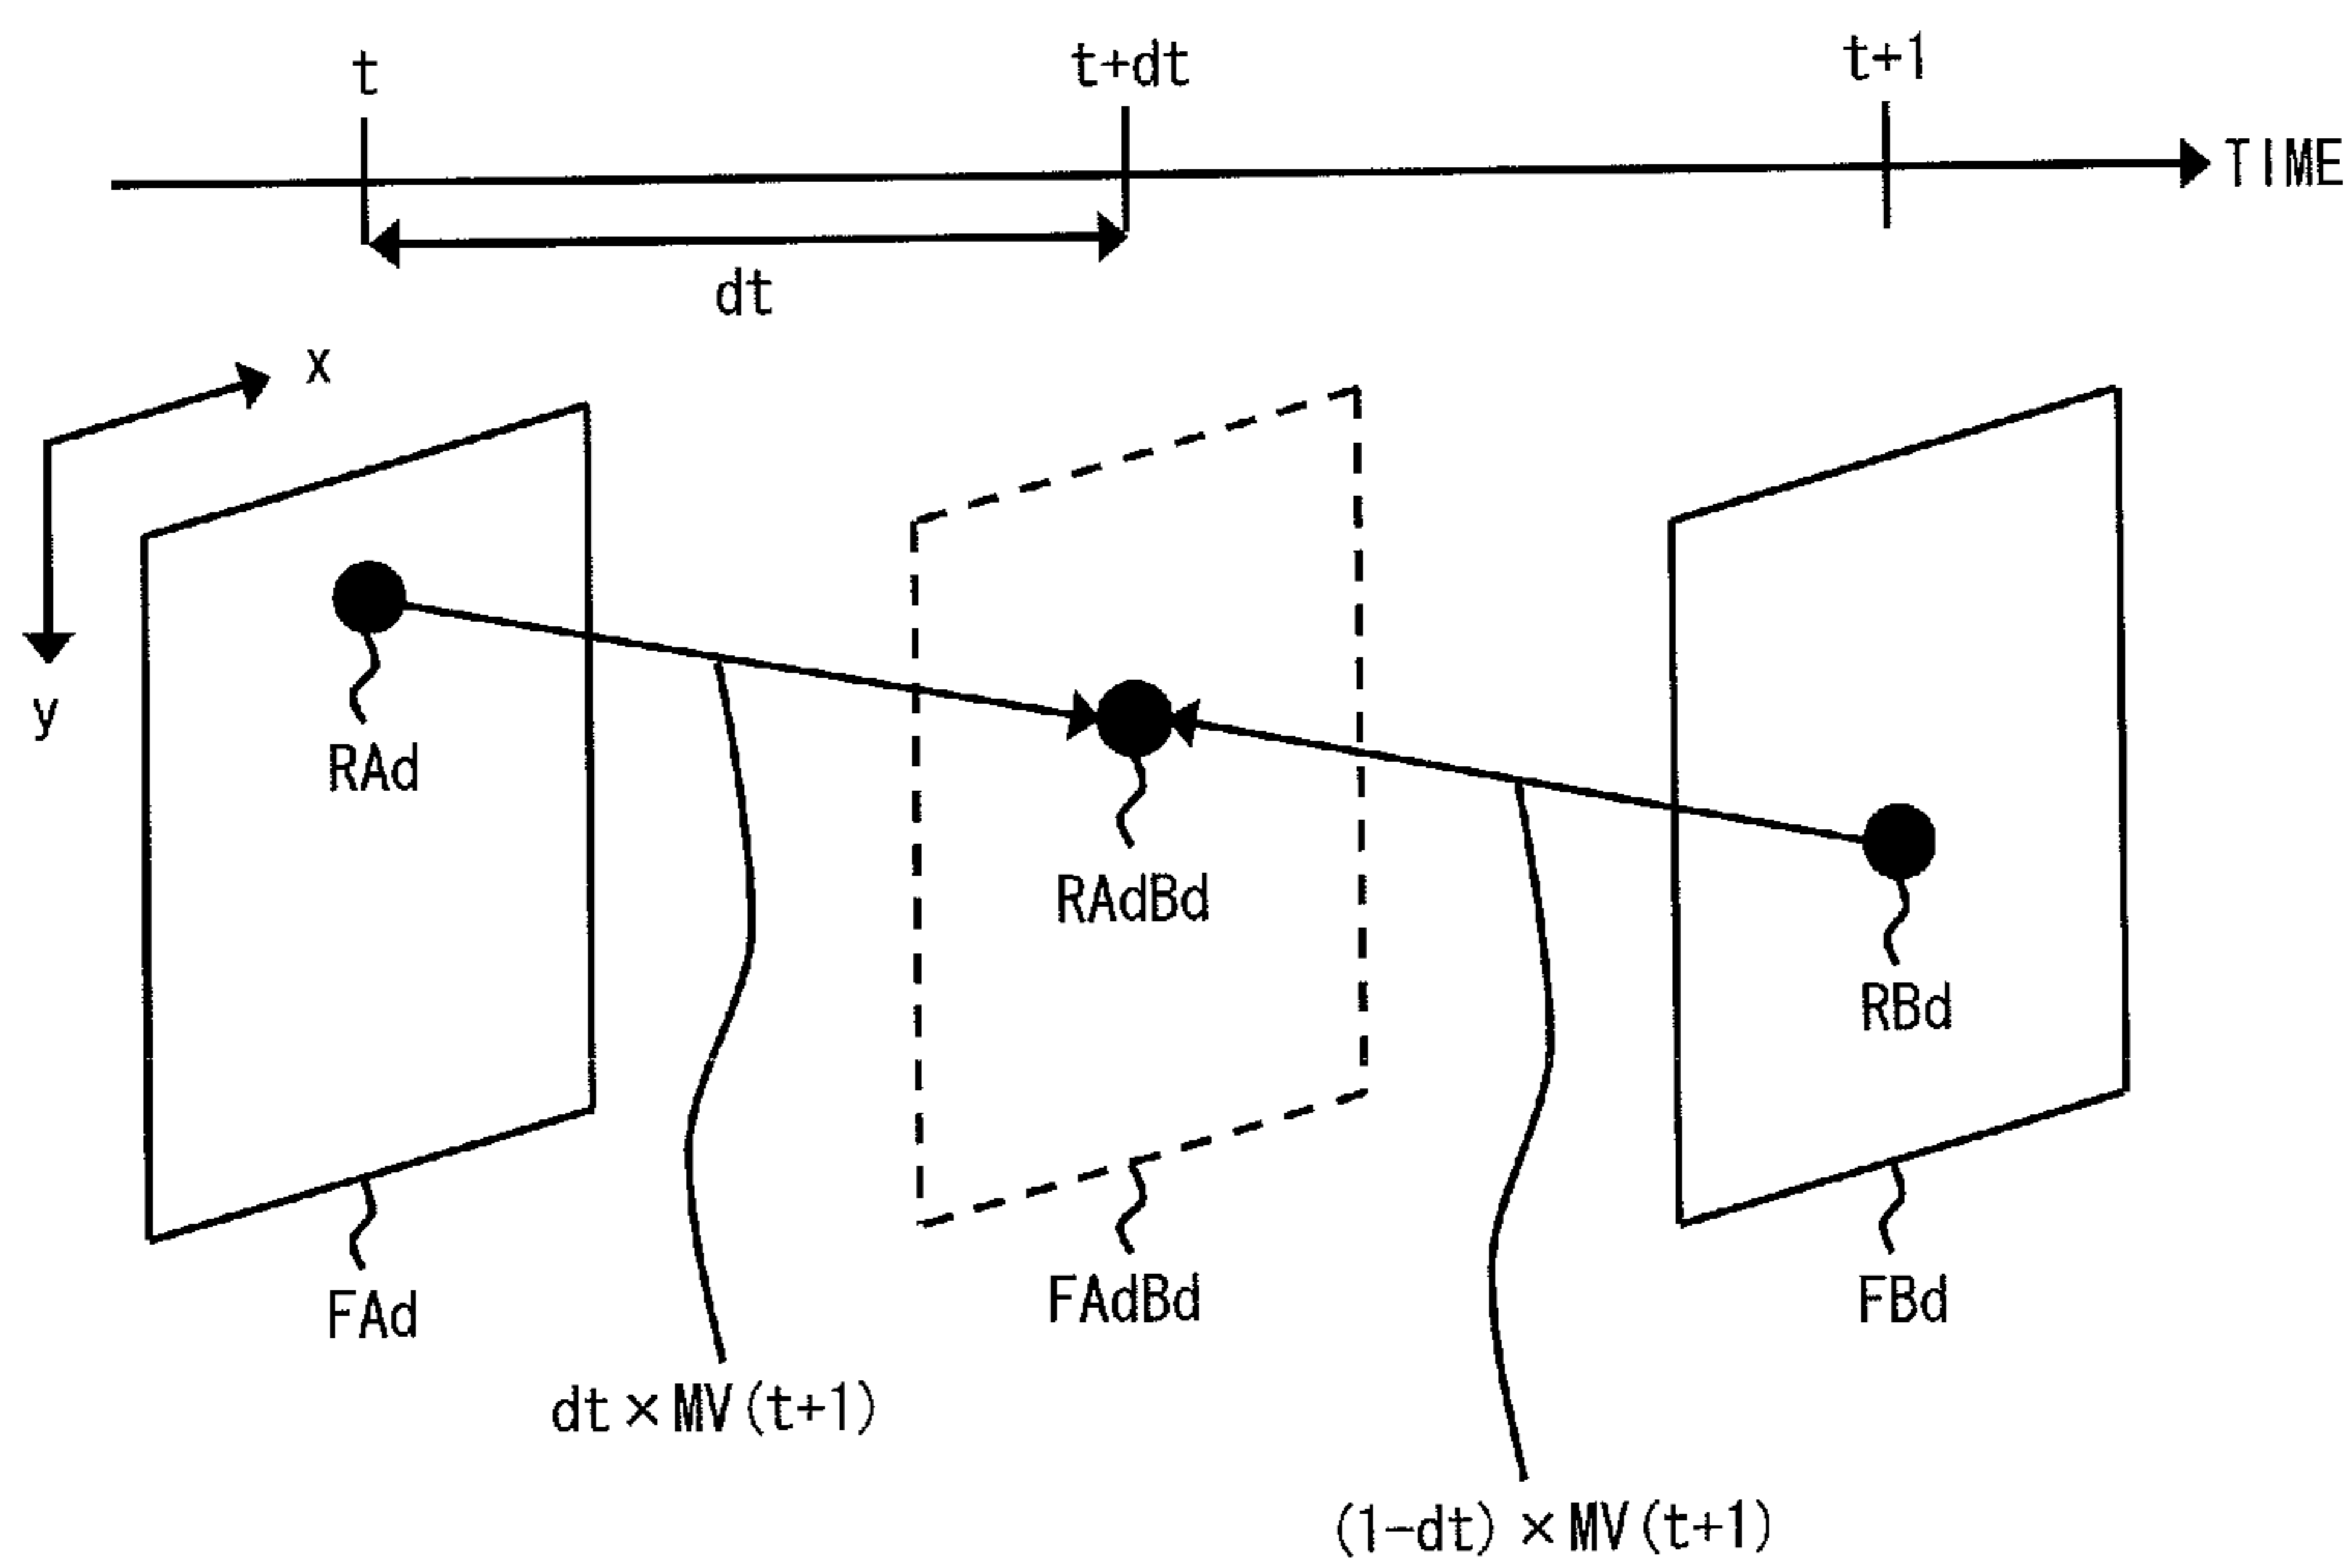 t
t+dt
t+1
TIME
dt
x
y
RAd
RAdBd
RBd
FAd
FAdBd
FBd
dt×MV(t+1)
(1-dt)×MV(t+1)